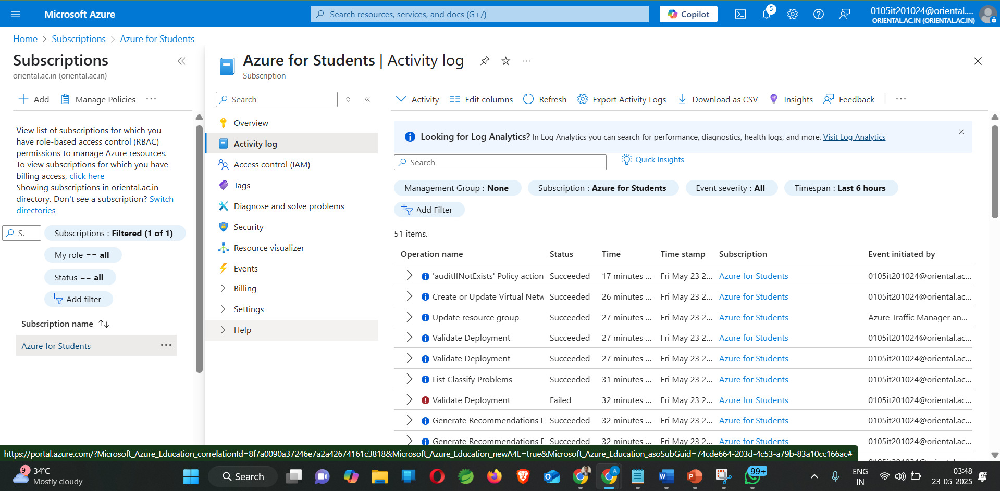 Microsoft Azure
Search resources, services, and docs (G+/)
Copilot
5
0105it201024@oriental....
ORIENTAL.AC.IN (ORIENTAL.AC.IN)
Home > Subscriptions > Azure for Students
Subscriptions
oriental.ac.in (oriental.ac.in)
Add
Manage Policies
View list of subscriptions for which you
have role-based access control (RBAC)
permissions to manage Azure resources.
To view subscriptions for which you have
billing access, click here
Showing subscriptions in oriental.ac.in
directory. Don't see a subscription? Switch
directories
S.
Subscriptions : Filtered (1 of 1)
My role == all
Status == all
Add filter
Subscription name
Azure for Students
Azure for Students | Activity log
Subscription
Search
Overview
Activity log
Access control (IAM)
Tags
Diagnose and solve problems
Security
Resource visualizer
Events
Billing
Settings
Help
Activity
Edit columns
Refresh
Export Activity Logs
Download as CSV
Insights
Feedback
Looking for Log Analytics? In Log Analytics you can search for performance, diagnostics, health logs, and more. Visit Log Analytics
Search
Quick Insights
Management Group : None
Subscription : Azure for Students
Event severity : All
Timespan : Last 6 hours
Add Filter
51 items.
Operation name Status Time Time stamp Subscription Event initiated by
'auditIfNotExists' Policy action Succeeded 17 minutes ... Fri May 23 2... Azure for Students 0105it201024@oriental.ac...
Create or Update Virtual Netw Succeeded 26 minutes ... Fri May 23 2... Azure for Students 0105it201024@oriental.ac...
Update resource group Succeeded 27 minutes ... Fri May 23 2... Azure for Students Azure Traffic Manager an...
Validate Deployment Succeeded 27 minutes ... Fri May 23 2... Azure for Students 0105it201024@oriental.ac...
Validate Deployment Succeeded 27 minutes ... Fri May 23 2... Azure for Students 0105it201024@oriental.ac...
List Classify Problems Succeeded 31 minutes ... Fri May 23 2... Azure for Students 0105it201024@oriental.ac...
Validate Deployment Failed 32 minutes ... Fri May 23 2... Azure for Students 0105it201024@oriental.ac...
Generate Recommendations D Succeeded 32 minutes ... Fri May 23 2... Azure for Students 0105it201024@oriental.ac...
Generate Recommendations D Succeeded 32 minutes ... Fri May 23 2... Azure for Students 0105it201024@oriental.ac...
https://portal.azure.com/?Microsoft_Azure_Education_correlationId=8f7a0090a37246e7a2a42674161c3818&Microsoft_Azure_Education_newA4E=true&Microsoft_Azure_Education_asoSubGuid=74cde664-203d-4c53-a79b-83a10cc166ac#
9+
34°C
Mostly cloudy
Search
A
99+
ENG
IN
03:48
23-05-2025